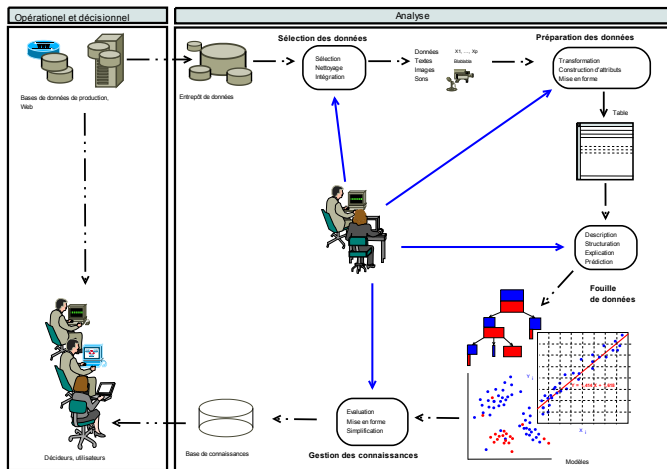 Opérationel et décisionnel
Analyse
Sélection des données
Préparation des données
Sélection
Nettoyage
Intégration
Données
Textes
Images
Sons
X1, ..., Xp
Transformation
Construction d'attributs
Mise en forme
Bases de données de production,
Web
Entrepôt de données
Table
Description
Structuration
Explication
Prédiction
Fouille
de données
Y i
X i
Evaluation
Mise en forme
Simplification
Décideurs, utilisateurs
Base de connaissances
Gestion des connaissances
Modèles